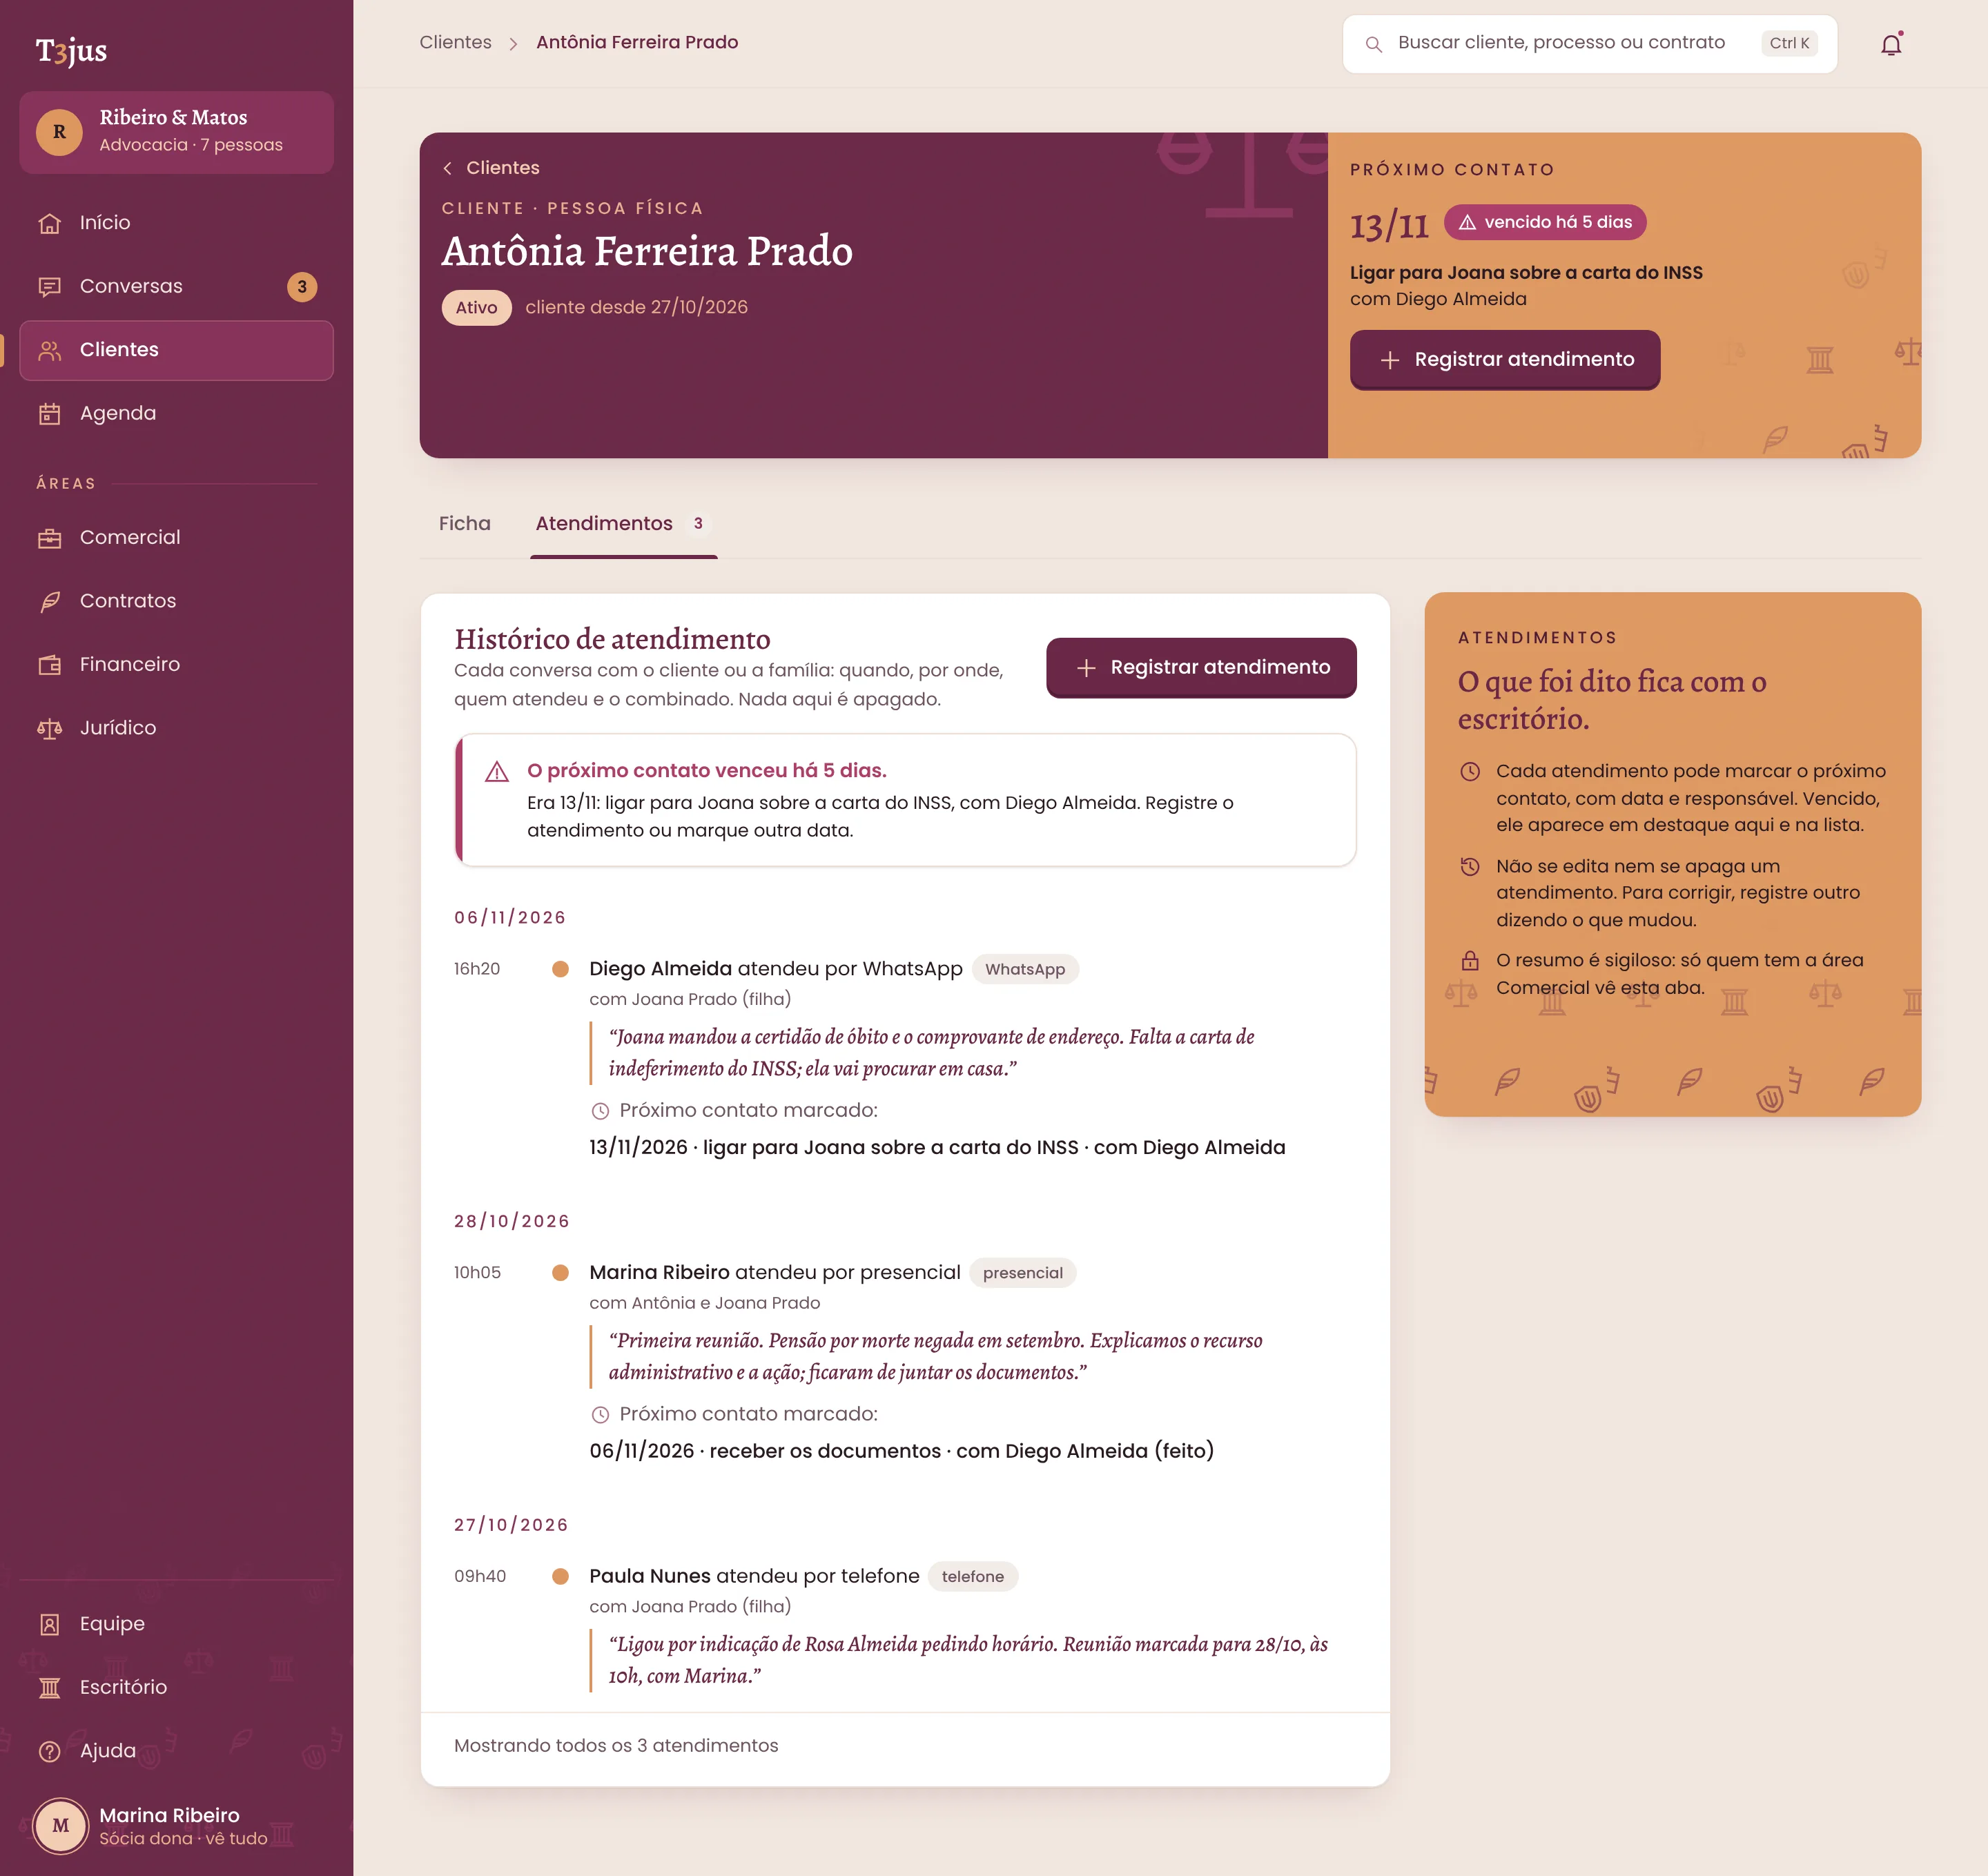 T3jus
R
Ribeiro & Matos
Advocacia · 7 pessoas
Início
Conversas
3
Clientes
Agenda
ÁREAS
Comercial
Contratos
Financeiro
Jurídico
Equipe
Escritório
Ajuda
M
Marina Ribeiro
Sócia dona · vê tudo
Clientes
Antônia Ferreira Prado
Buscar cliente, processo ou contrato
Ctrl K
Clientes
CLIENTE · PESSOA FÍSICA
Antônia Ferreira Prado
Ativo
cliente desde 27/10/2026
PRÓXIMO CONTATO
13/11
vencido há 5 dias
Ligar para Joana sobre a carta do INSS
com Diego Almeida
Registrar atendimento
Ficha
Atendimentos
3
Histórico de atendimento
Cada conversa com o cliente ou a família: quando, por onde,
quem atendeu e o combinado. Nada aqui é apagado.
Registrar atendimento
O próximo contato venceu há 5 dias.
Era 13/11: ligar para Joana sobre a carta do INSS, com Diego Almeida. Registre o
atendimento ou marque outra data.
06/11/2026
16h20
Diego Almeida atendeu por WhatsApp
WhatsApp
com Joana Prado (filha)
“Joana mandou a certidão de óbito e o comprovante de endereço. Falta a carta de
indeferimento do INSS; ela vai procurar em casa.”
Próximo contato marcado:
13/11/2026 · ligar para Joana sobre a carta do INSS · com Diego Almeida
28/10/2026
10h05
Marina Ribeiro atendeu por presencial
presencial
com Antônia e Joana Prado
“Primeira reunião. Pensão por morte negada em setembro. Explicamos o recurso
administrativo e a ação; ficaram de juntar os documentos.”
Próximo contato marcado:
06/11/2026 · receber os documentos · com Diego Almeida (feito)
27/10/2026
09h40
Paula Nunes atendeu por telefone
telefone
com Joana Prado (filha)
“Ligou por indicação de Rosa Almeida pedindo horário. Reunião marcada para 28/10, às
10h, com Marina.”
Mostrando todos os 3 atendimentos
ATENDIMENTOS
O que foi dito fica com o
escritório.
Cada atendimento pode marcar o próximo
contato, com data e responsável. Vencido,
ele aparece em destaque aqui e na lista.
Não se edita nem se apaga um
atendimento. Para corrigir, registre outro
dizendo o que mudou.
O resumo é sigiloso: só quem tem a área
Comercial vê esta aba.